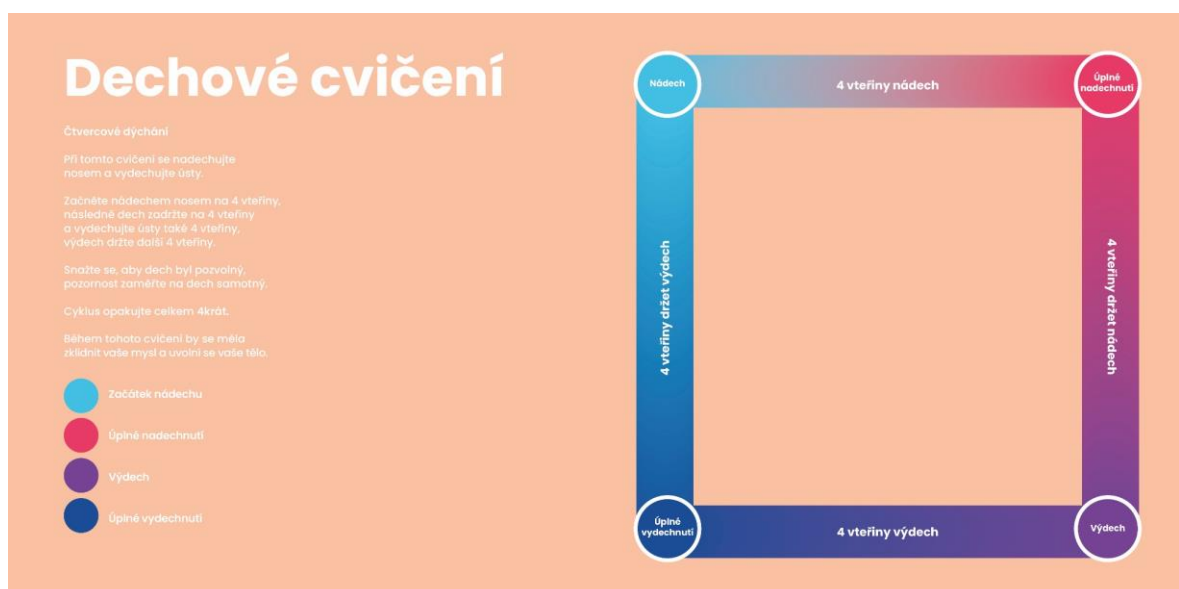 Dechové cvičení
Čtvercové dýchání
Při tomto cvičení se nadechujte
nosem a vydechujte ústy.
Začněte nádechem nosem na 4 vteřiny,
následně dech zadržte na 4 vteřiny
a vydechujte ústy také 4 vteřiny,
výdech držte další 4 vteřiny.
Snažte se, aby dech byl pozvolný,
pozornost zaměřte na dech samotný.
Cyklus opakujte celkem 4krát.
Během tohoto cvičení by se měla
zklidnit vaše mysl a uvolní se vaše tělo.
Začátek nádechu
Úplné nadechnutí
Výdech
Úplné vydechnutí
Nádech
4 vteřiny nádech
Úplné
nadechnutí
4 vteřiny držet nádech
Výdech
4 vteřiny výdech
Úplné
vydechnutí
4 vteřiny držet výdech